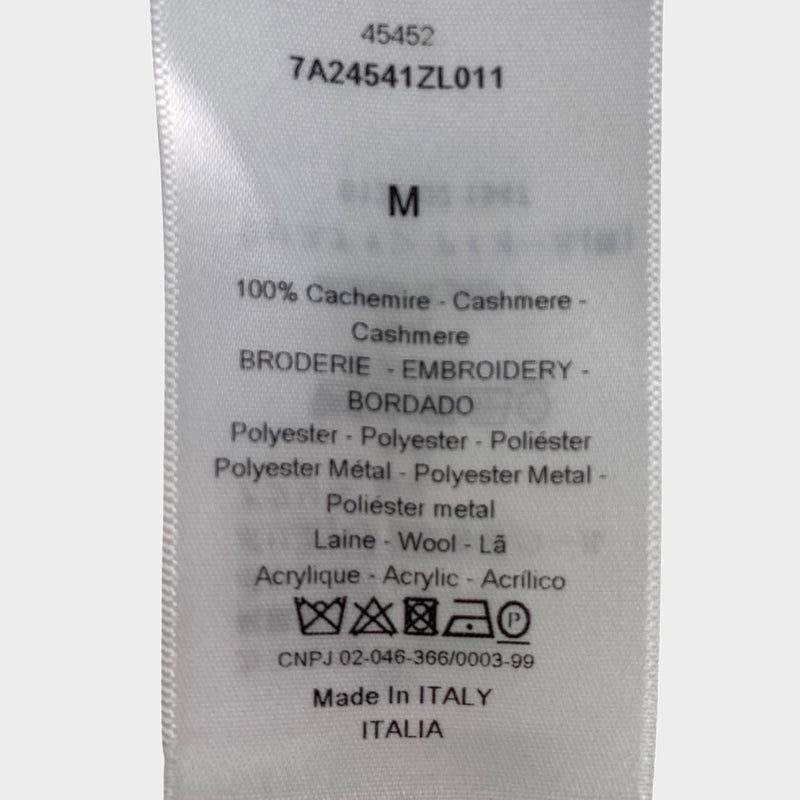 45452
7A24541ZL011
M
100% Cachemire - Cashmere -
Cashmere
BRODERIE - EMBROIDERY -
BORDADO
Polyester - Polyester - Poliéster
Polyester Métal - Polyester Metal -
Poliéster metal
Laine - Wool - Lã
Acrylique - Acrylic - Acrílico
P
CNPJ 02-046-366/0003-99
Made In ITALY
ITALIA